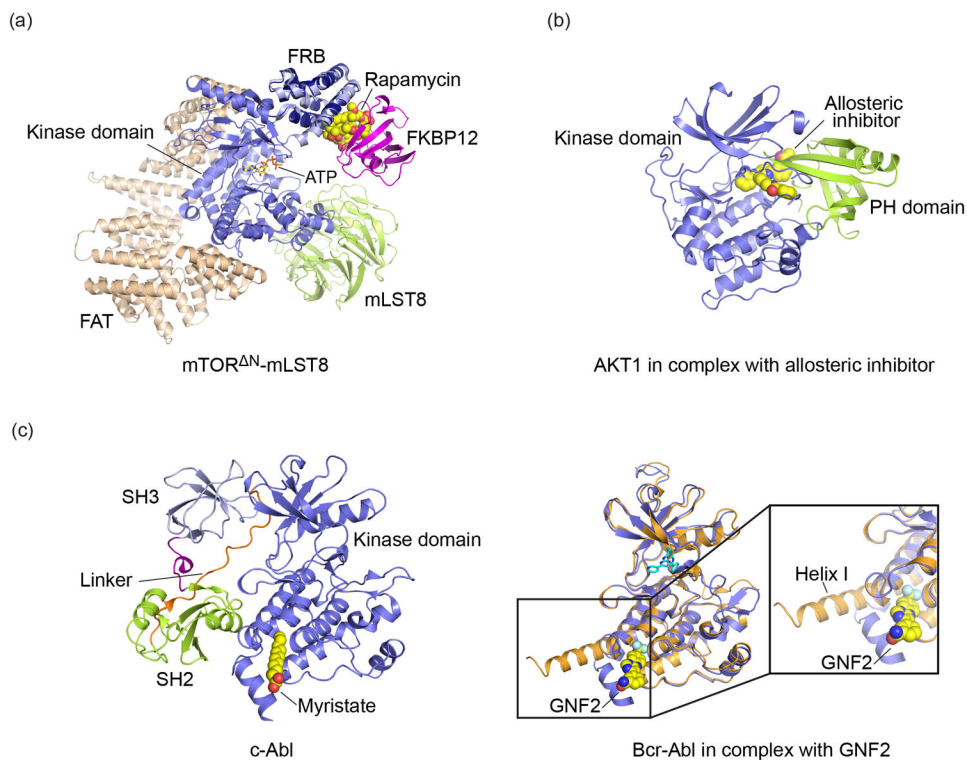 (a)
FRB
Rapamycin
Kinase domain
FKBP12
ATP
mLST8
FAT
mTORΔN-mLST8
(b)
Kinase domain
Allosteric
inhibitor
PH domain
AKT1 in complex with allosteric inhibitor
(c)
SH3
Kinase domain
Linker
SH2
Myristate
c-Abl
Helix I
GNF2
GNF2
Bcr-Abl in complex with GNF2